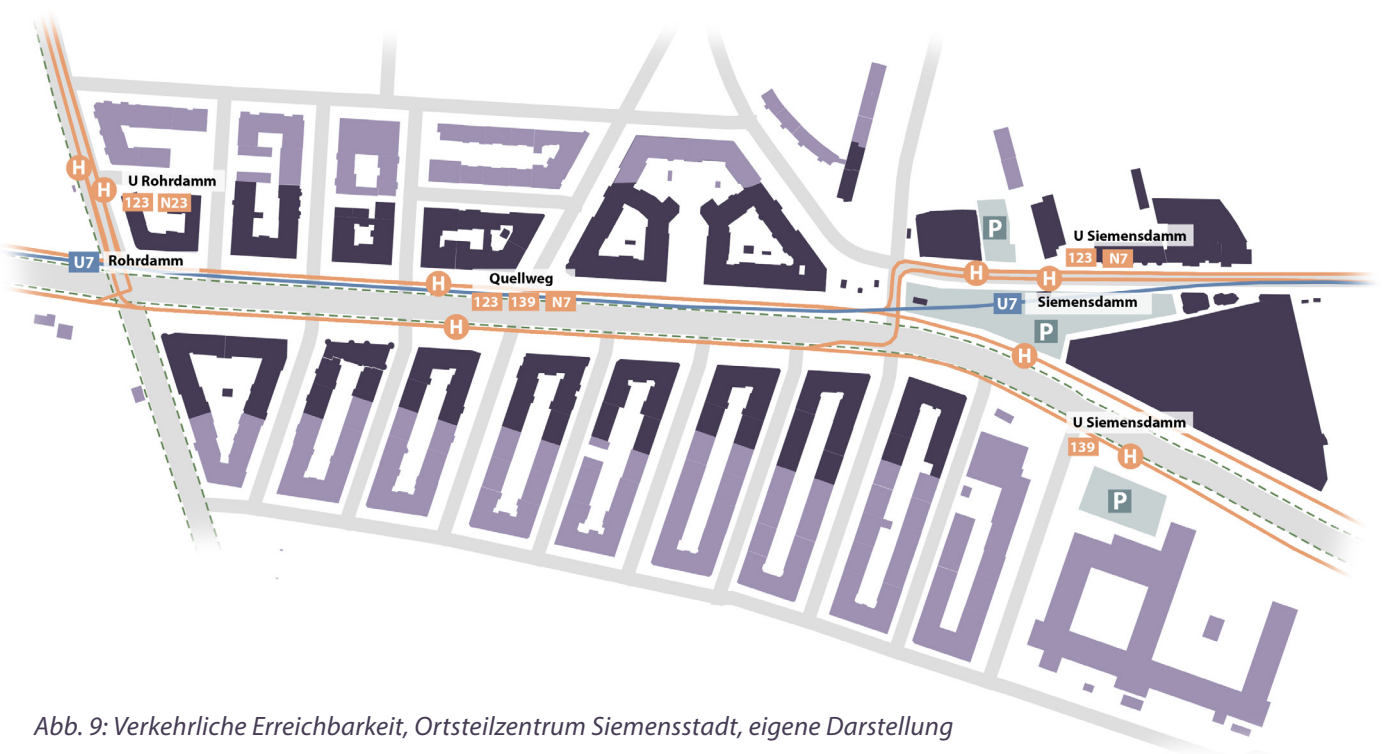 H
H
U Rohrdamm
123 N23
U7 Rohrdamm
H
Quellweg
123 139 N7
H
P
U Siemensdamm
123 N7
H
H
U7 Siemensdamm
P
H
U Siemensdamm
139
H
P
Abb. 9: Verkehrliche Erreichbarkeit, Ortsteilzentrum Siemensstadt, eigene Darstellung